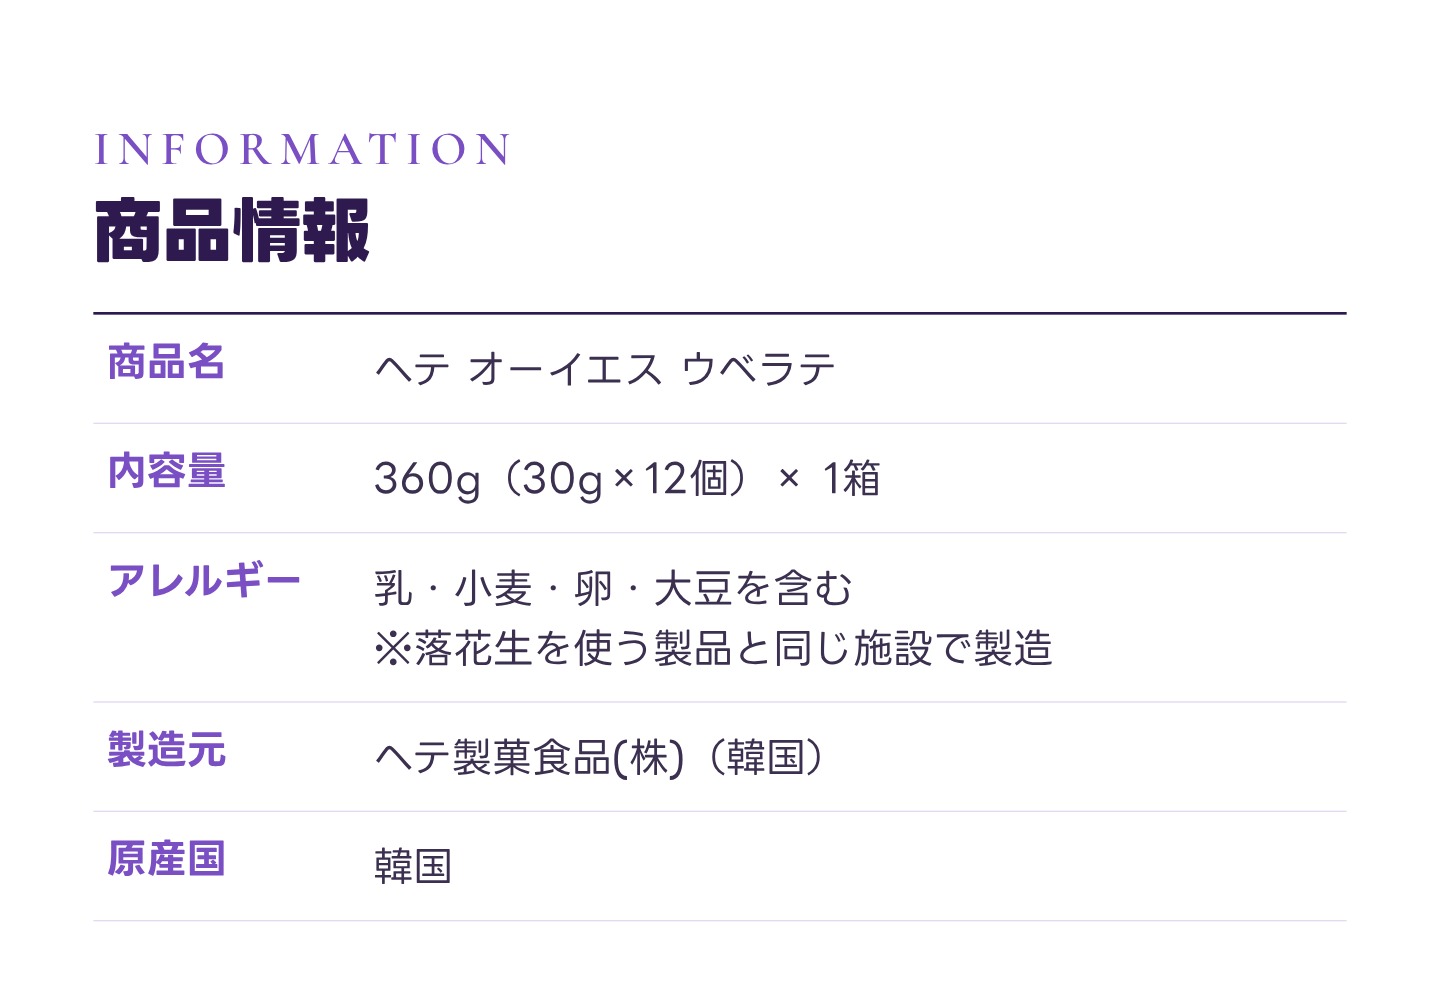 INFORMATION
商品情報
商品名
ヘテ オーイエス ウベラテ
内容量
360g（30g×12個） × 1箱
アレルギー
乳・小麦・卵・大豆を含む
※落花生を使う製品と同じ施設で製造
製造元
ヘテ製菓食品(株)（韓国）
原産国
韓国